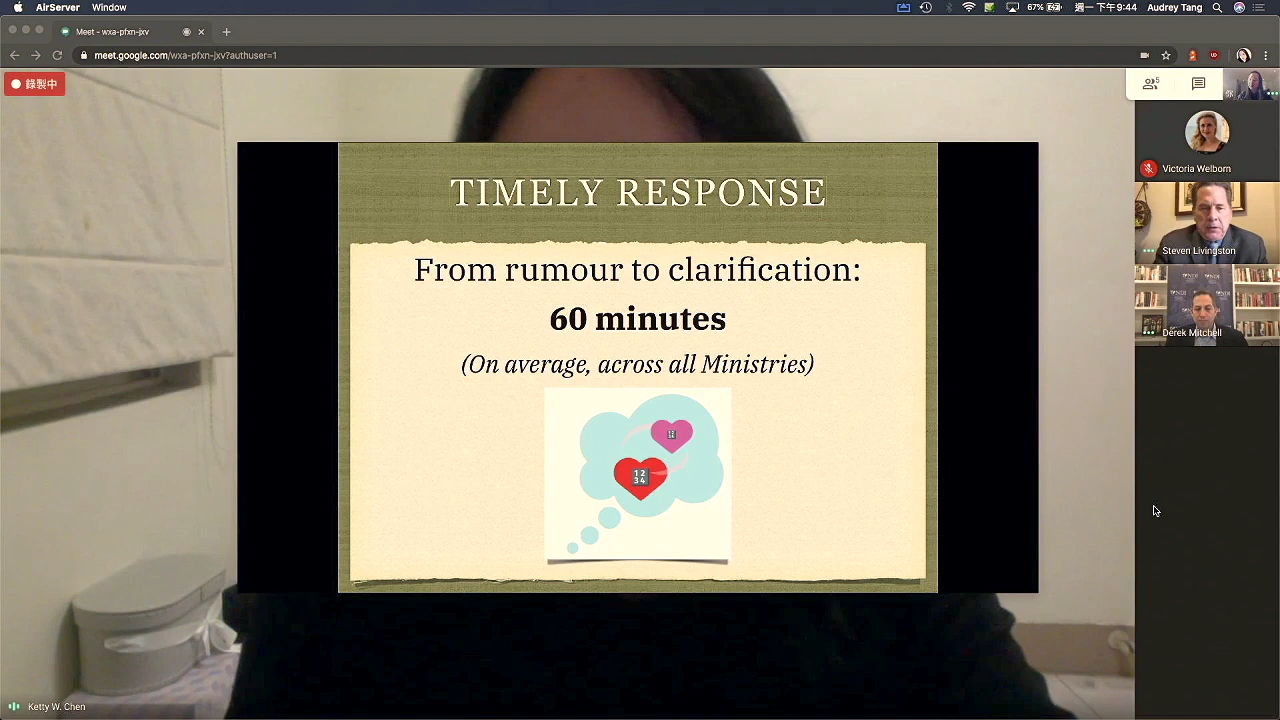 AirServer Window
67% 週一 下午9:44 Audrey Tang
Meet - wxa-pfxn-jxv
meet.google.com/wxa-pfxn-jxv?authuser=1
錄製中
5
Victoria Welborn
TIMELY RESPONSE
From rumour to clarification:
60 minutes
(On average, across all Ministries)
12
34
Steven Livingston
NDI
Derek Mitchell
Ketty W. Chen